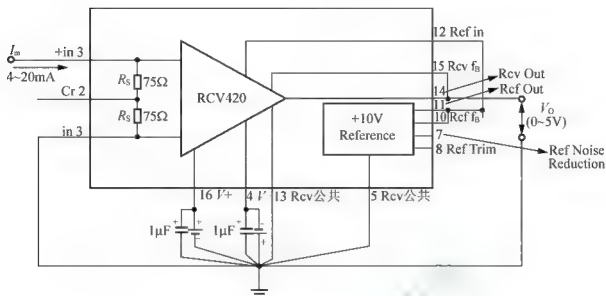 12 Ref in
I_in
+in 3
15 Rcv f_B
4~20mA
R_S 75Ω
14 Rcv Out
Cr 2
RCV420
11 Rcf Out
R_S 75Ω
+10V
Reference
10 Rcf f_B
V_O
(0~5V)
in 3
7
Ref Noise
Reduction
8 Ref Trim
16 V+
4 V
13 Rcv公共
5 Rcv公共
1μF
+
−
1μF
−
+